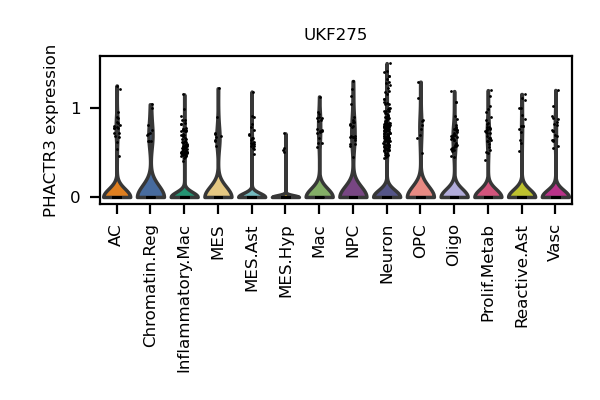 UKF275
PHACTR3 expression
1
0
AC
Chromatin.Reg
Inflammatory.Mac
MES
MES.Ast
MES.Hyp
Mac
NPC
Neuron
OPC
Oligo
Prolif.Metab
Reactive.Ast
Vasc